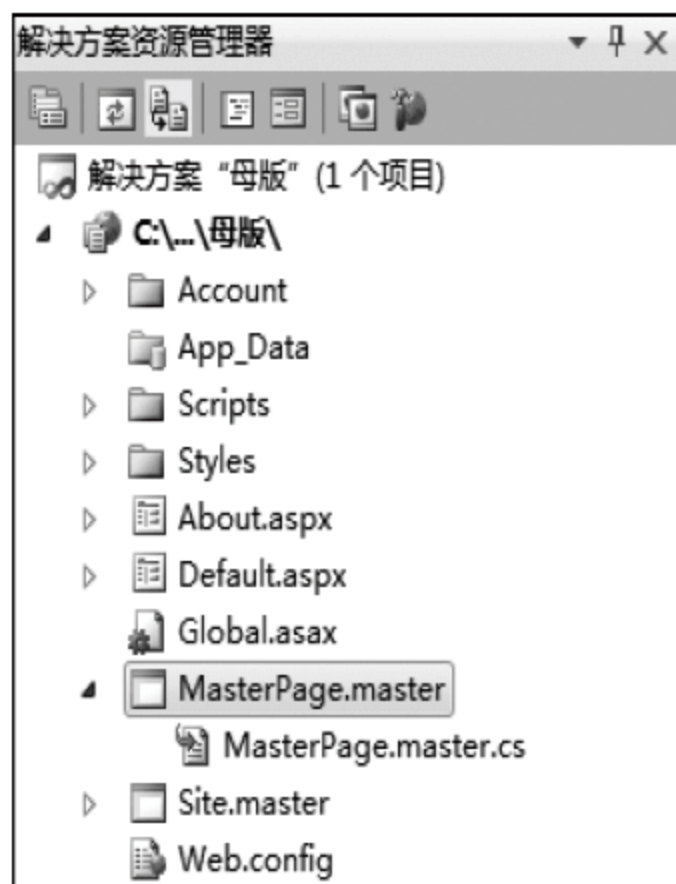 解决方案资源管理器
解决方案 “母版” (1 个项目)
C:\...\母版\
Account
App_Data
Scripts
Styles
About.aspx
Default.aspx
Global.asax
MasterPage.master
MasterPage.master.cs
Site.master
Web.config